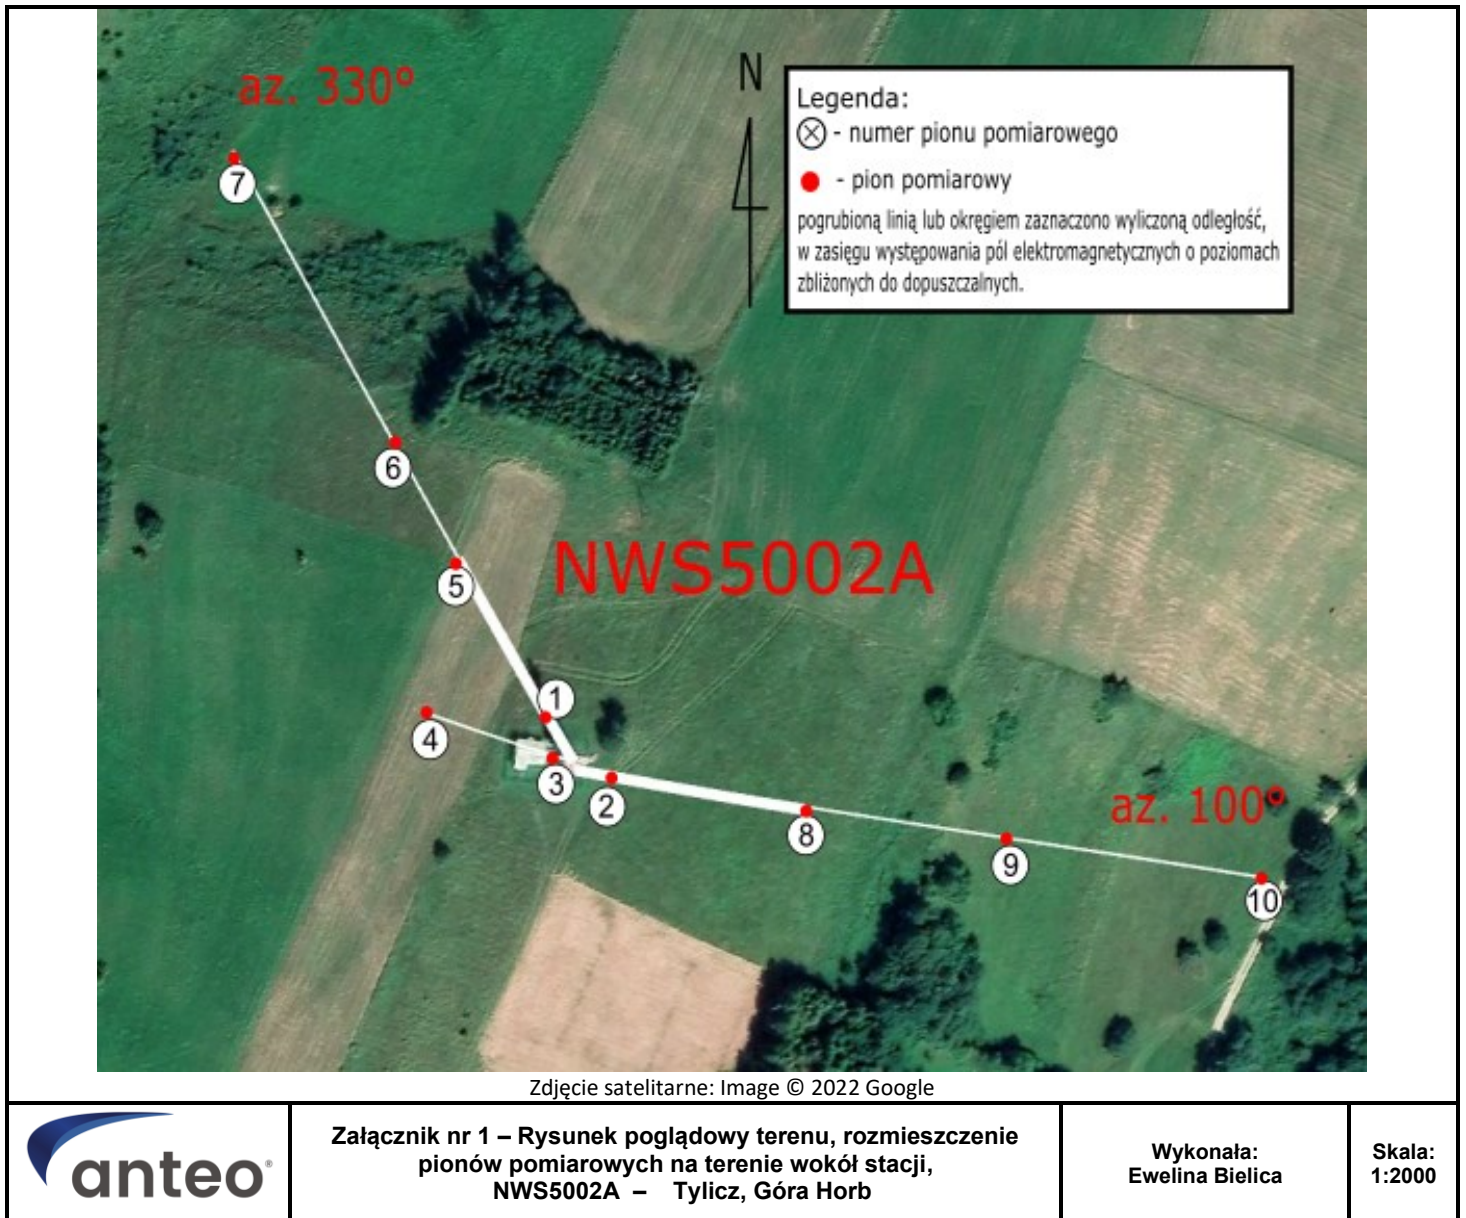 az. 330°
N
Legenda:
- numer pionu pomiarowego
- pion pomiarowy
pogrubioną linią lub okręgiem zaznaczono wyliczoną odległość,
w zasięgu występowania pól elektromagnetycznych o poziomach
zbliżonych do dopuszczalnych.
7
6
NWS5002A
5
1
4
3
2
8
az. 100°
9
10
Zdjęcie satelitarne: Image © 2022 Google
anteo®
Załącznik nr 1 – Rysunek poglądowy terenu, rozmieszczenie
pionów pomiarowych na terenie wokół stacji,
NWS5002A – Tylicz, Góra Horb
Wykonała:
Ewelina Bielica
Skala:
1:2000